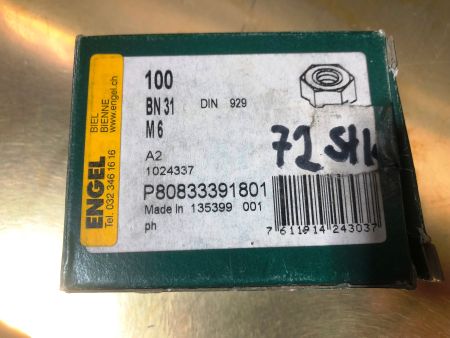 ENGEL
BIEL
BIENNE
www.engel.ch
Tel. 032 346 16 16
100
BN 31 DIN 929
M 6
A2
1024337
P80833391801
Made in 135399 001
ph
72 Stk
7 611914 243037